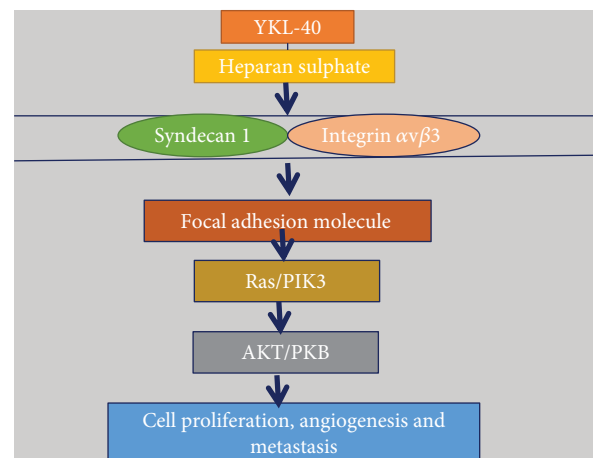 YKL-40
Heparan sulphate
Syndecan 1
Integrin αvβ3
Focal adhesion molecule
Ras/PIK3
AKT/PKB
Cell proliferation, angiogenesis and
metastasis